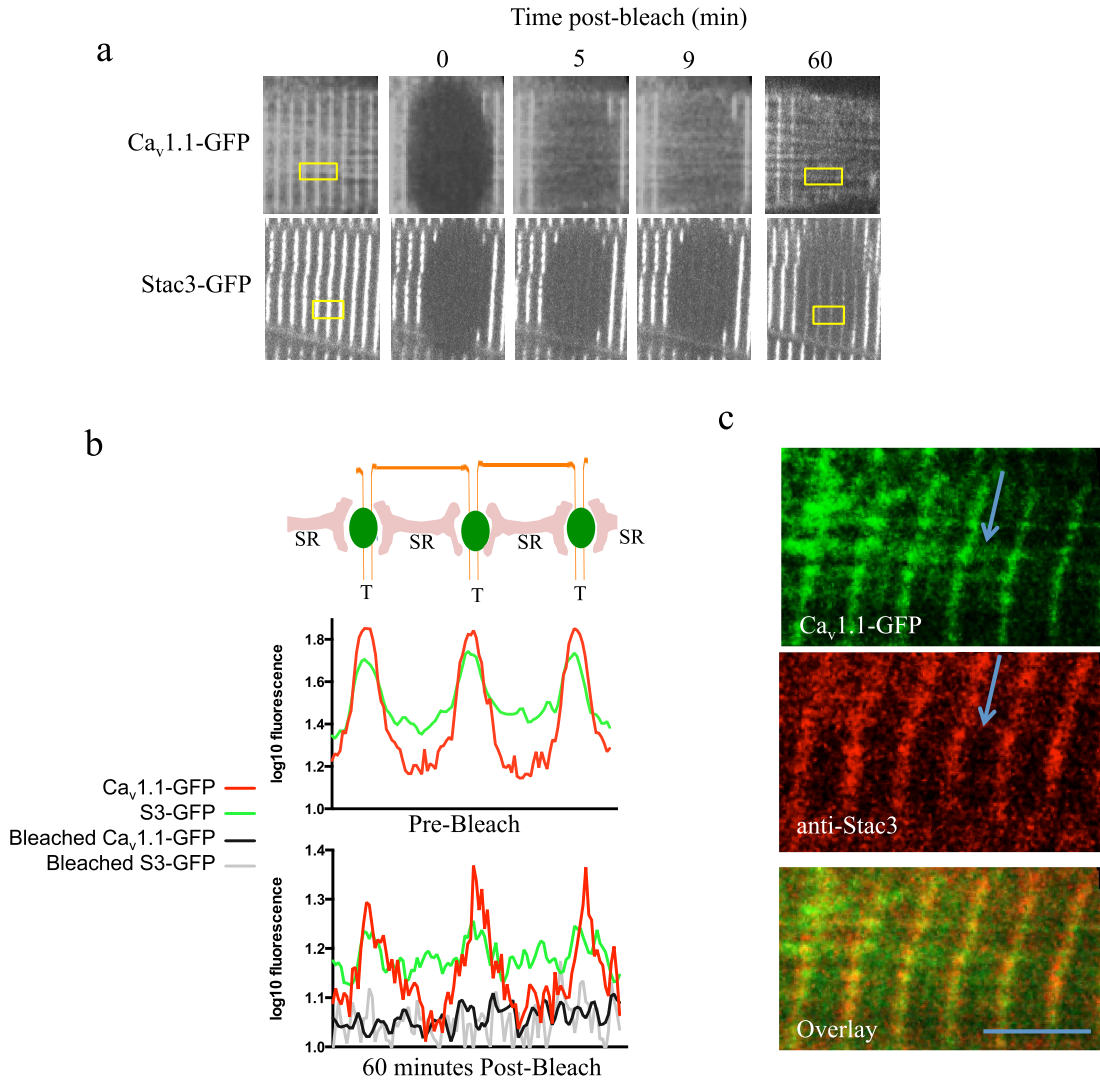 Time post-bleach (min)
a
0 5 9 60
Cav1.1-GFP
Stac3-GFP
b
c
SR SR SR SR
T T T
log10 fluorescence
1.8
1.6
1.4
1.2
1.0
Pre-Bleach
Cav1.1-GFP
S3-GFP
Bleached Cav1.1-GFP
Bleached S3-GFP
log10 fluorescence
1.4
1.3
1.2
1.1
1.0
60 minutes Post-Bleach
Cav1.1-GFP
anti-Stac3
Overlay